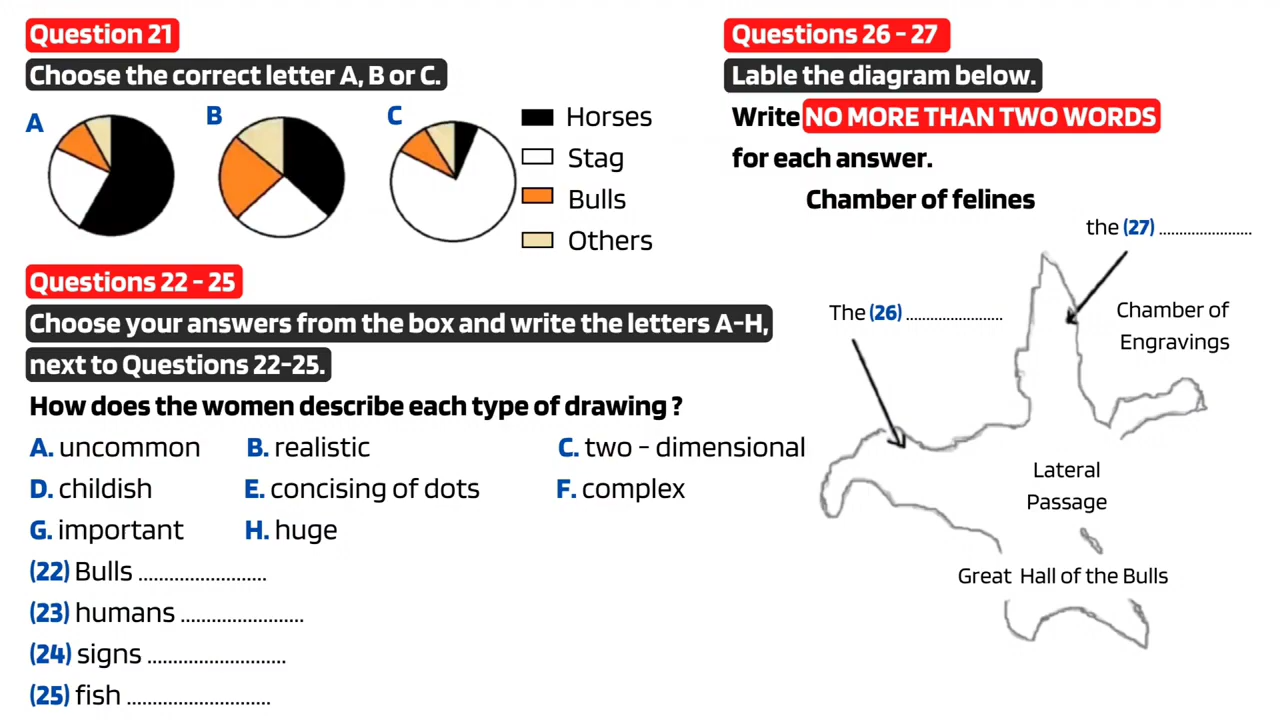 Question 21
Choose the correct letter A, B or C.
A
B
C
Horses
Stag
Bulls
Others
Questions 22 - 25
Choose your answers from the box and write the letters A-H,
next to Questions 22-25.
How does the women describe each type of drawing ?
A. uncommon B. realistic C. two - dimensional
D. childish E. concising of dots F. complex
G. important H. huge
(22) Bulls .........................
(23) humans ........................
(24) signs ...........................
(25) fish ............................
Questions 26 - 27
Lable the diagram below.
Write NO MORE THAN TWO WORDS
for each answer.
Chamber of felines
the (27) ......................
The (26) .......................
Chamber of
Engravings
Lateral
Passage
Great Hall of the Bulls